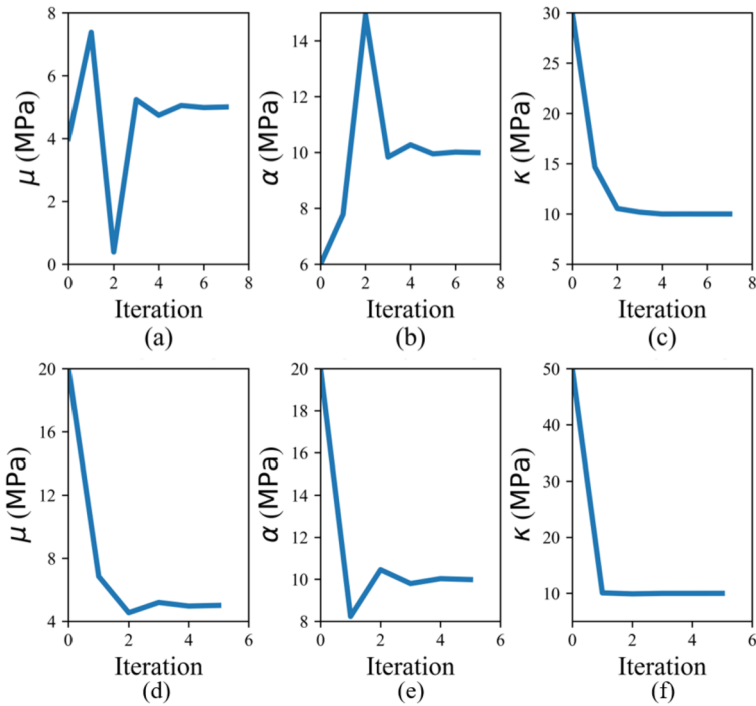 μ (MPa)
8
6
4
2
0
0 2 4 6 8
Iteration
(a)
α (MPa)
14
12
10
8
6
0 2 4 6 8
Iteration
(b)
κ (MPa)
30
25
20
15
10
5
0 2 4 6 8
Iteration
(c)
μ (MPa)
20
16
12
8
4
0 2 4 6
Iteration
(d)
α (MPa)
20
18
16
14
12
10
8
0 2 4 6
Iteration
(e)
κ (MPa)
50
40
30
20
10
0 2 4 6
Iteration
(f)